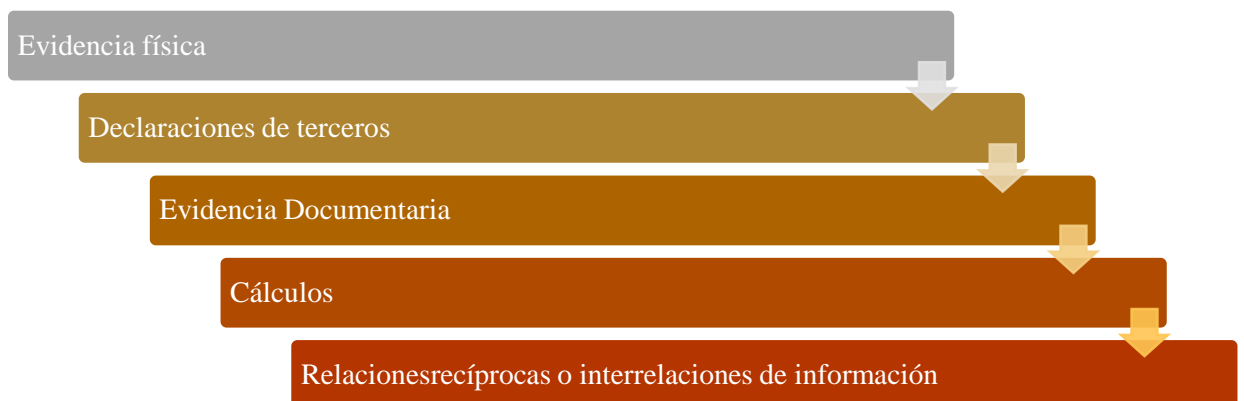 Evidencia física
Declaraciones de terceros
Evidencia Documentaria
Cálculos
Relacionesrecíprocas o interrelaciones de información